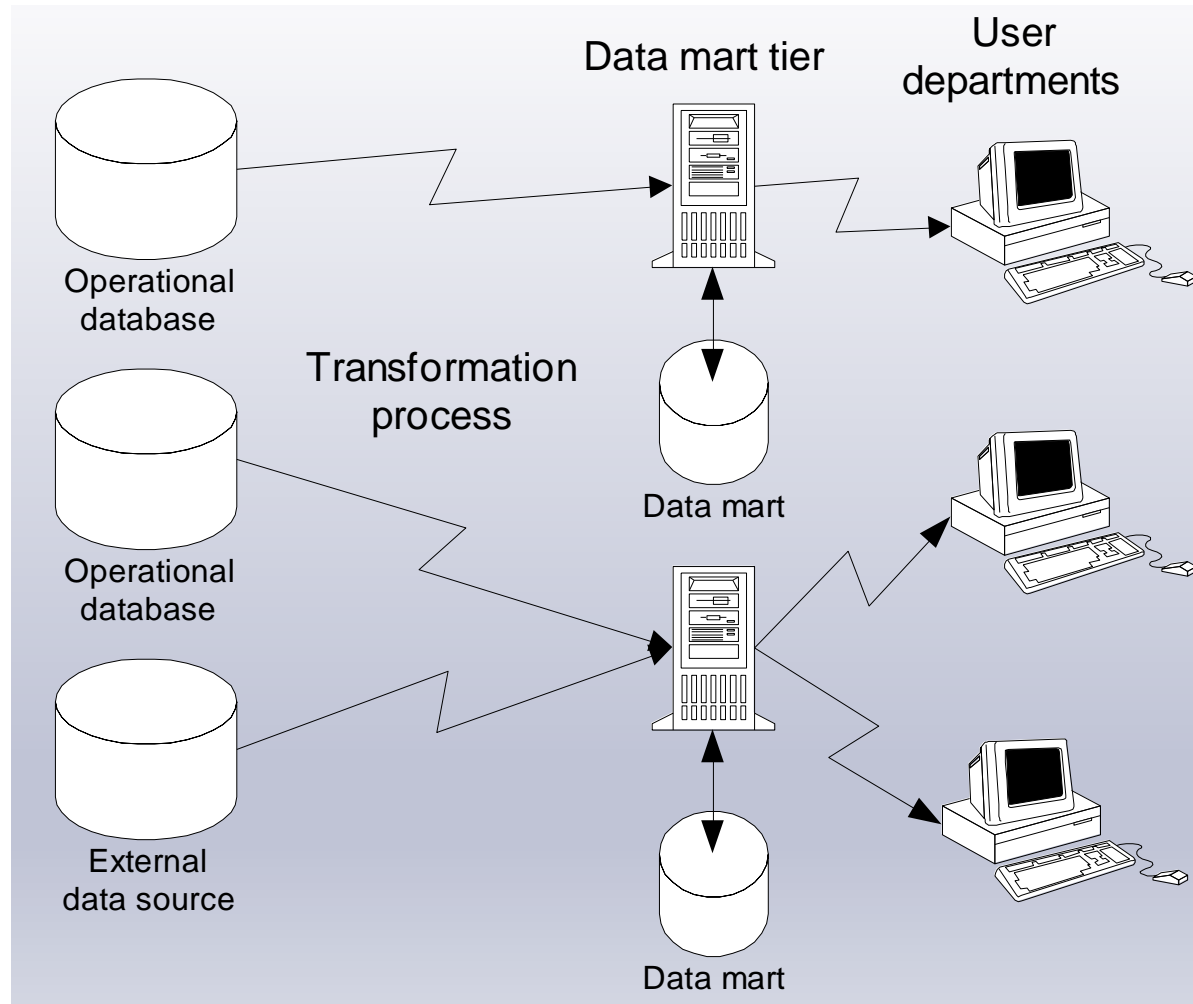 Data mart tier
User
departments
Operational
database
Transformation
process
Data mart
Operational
database
External
data source
Data mart